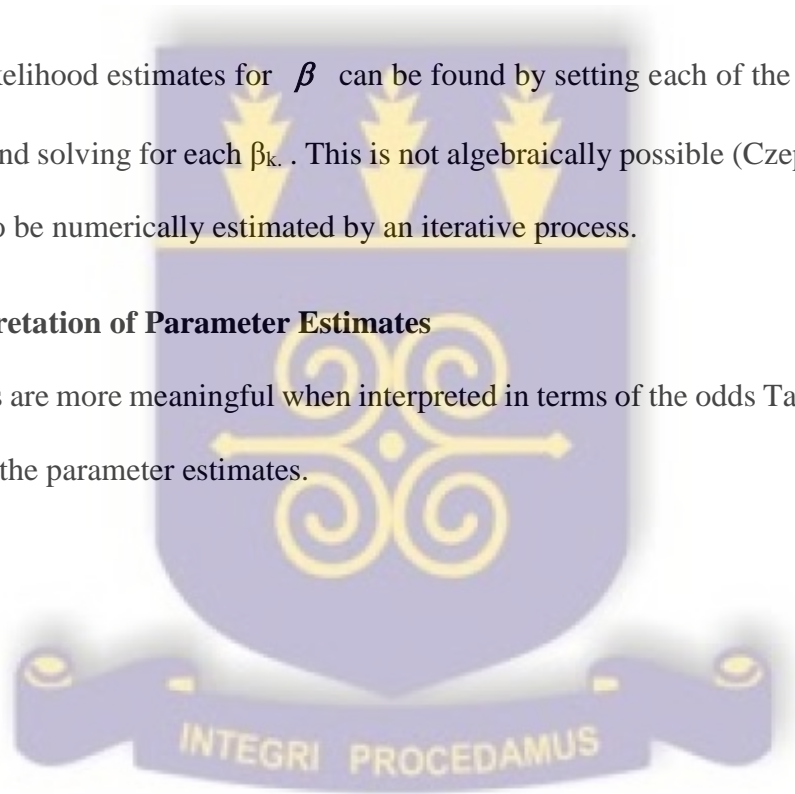 kelihood estimates for β can be found by setting each of the
nd solving for each βk. . This is not algebraically possible (Czep
o be numerically estimated by an iterative process.
retation of Parameter Estimates
s are more meaningful when interpreted in terms of the odds Ta
the parameter estimates.
INTEGRI PROCEDAMUS